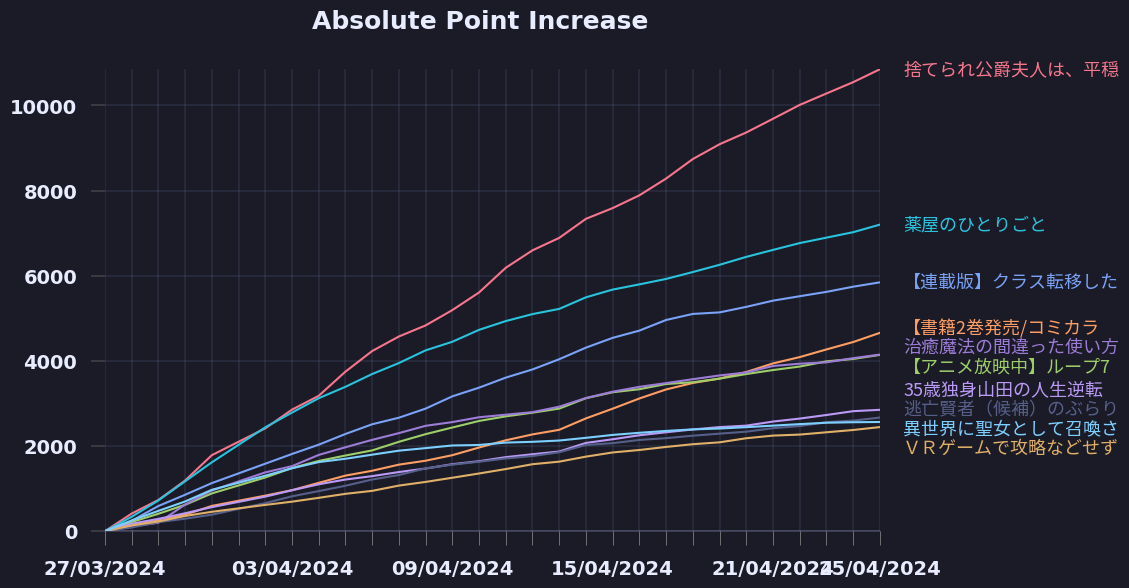 Absolute Point Increase
捨てられ公爵夫人は、平穏
10000
8000
薬屋のひとりごと
6000
【連載版】クラス転移した
【書籍2巻発売/コミカラ
治癒魔法の間違った使い方
4000
【アニメ放映中】ループ7
35歳独身山田の人生逆転
逃亡賢者（候補）のぶらり
異世界に聖女として召喚さ
2000
ＶＲゲームで攻略などせず
0
27/03/2024
03/04/2024
09/04/2024
15/04/2024
21/04/2024
25/04/2024